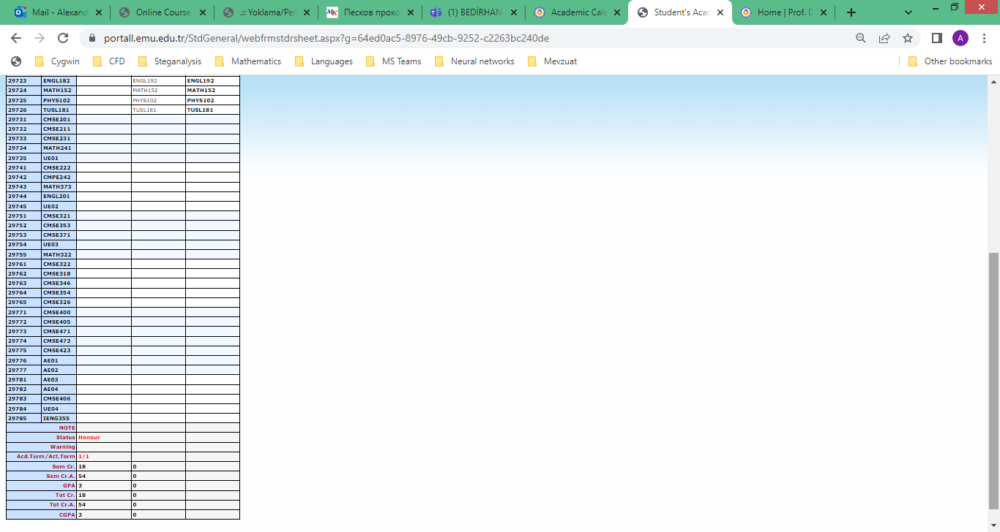 Mail - Alexand
Online Course
.:: Yoklama/Per
Песков проко
(1) BEDİRHAN
Academic Cale
Student's Acad
Home | Prof. D
portall.emu.edu.tr/StdGeneral/webfrmstdrsheet.aspx?g=64ed0ac5-8976-49cb-9252-c2263bc240de
A
Cygwin CFD Steganalysis Mathematics Languages MS Teams Neural networks Mevzuat Other bookmarks
29723 ENGL182 ENGL192 ENGL192
29724 MATH152 MATH152 MATH152
29725 PHYS102 PHYS102 PHYS102
29726 TUSL181 TUSL181 TUSL181
29731 CMSE201
29732 CMSE211
29733 CMSE231
29734 MATH241
29735 UE01
29741 CMSE222
29742 CMPE242
29743 MATH373
29744 ENGL201
29745 UE02
29751 CMSE321
29752 CMSE353
29753 CMSE371
29754 UE03
29755 MATH322
29761 CMSE322
29762 CMSE318
29763 CMSE346
29764 CMSE354
29765 CMSE326
29771 CMSE400
29772 CMSE405
29773 CMSE471
29774 CMSE473
29775 CMSE423
29776 AE01
29777 AE02
29781 AE03
29782 AE04
29783 CMSE406
29784 UE04
29785 IENG355
NOTE
Status Honour
Warning
Acd.Term/Act.Term 1/1
Sem Cr. 18 0
Sem Cr.A. 54 0
GPA 3 0
Tot Cr. 18 0
Tot Cr.A. 54 0
CGPA 3 0